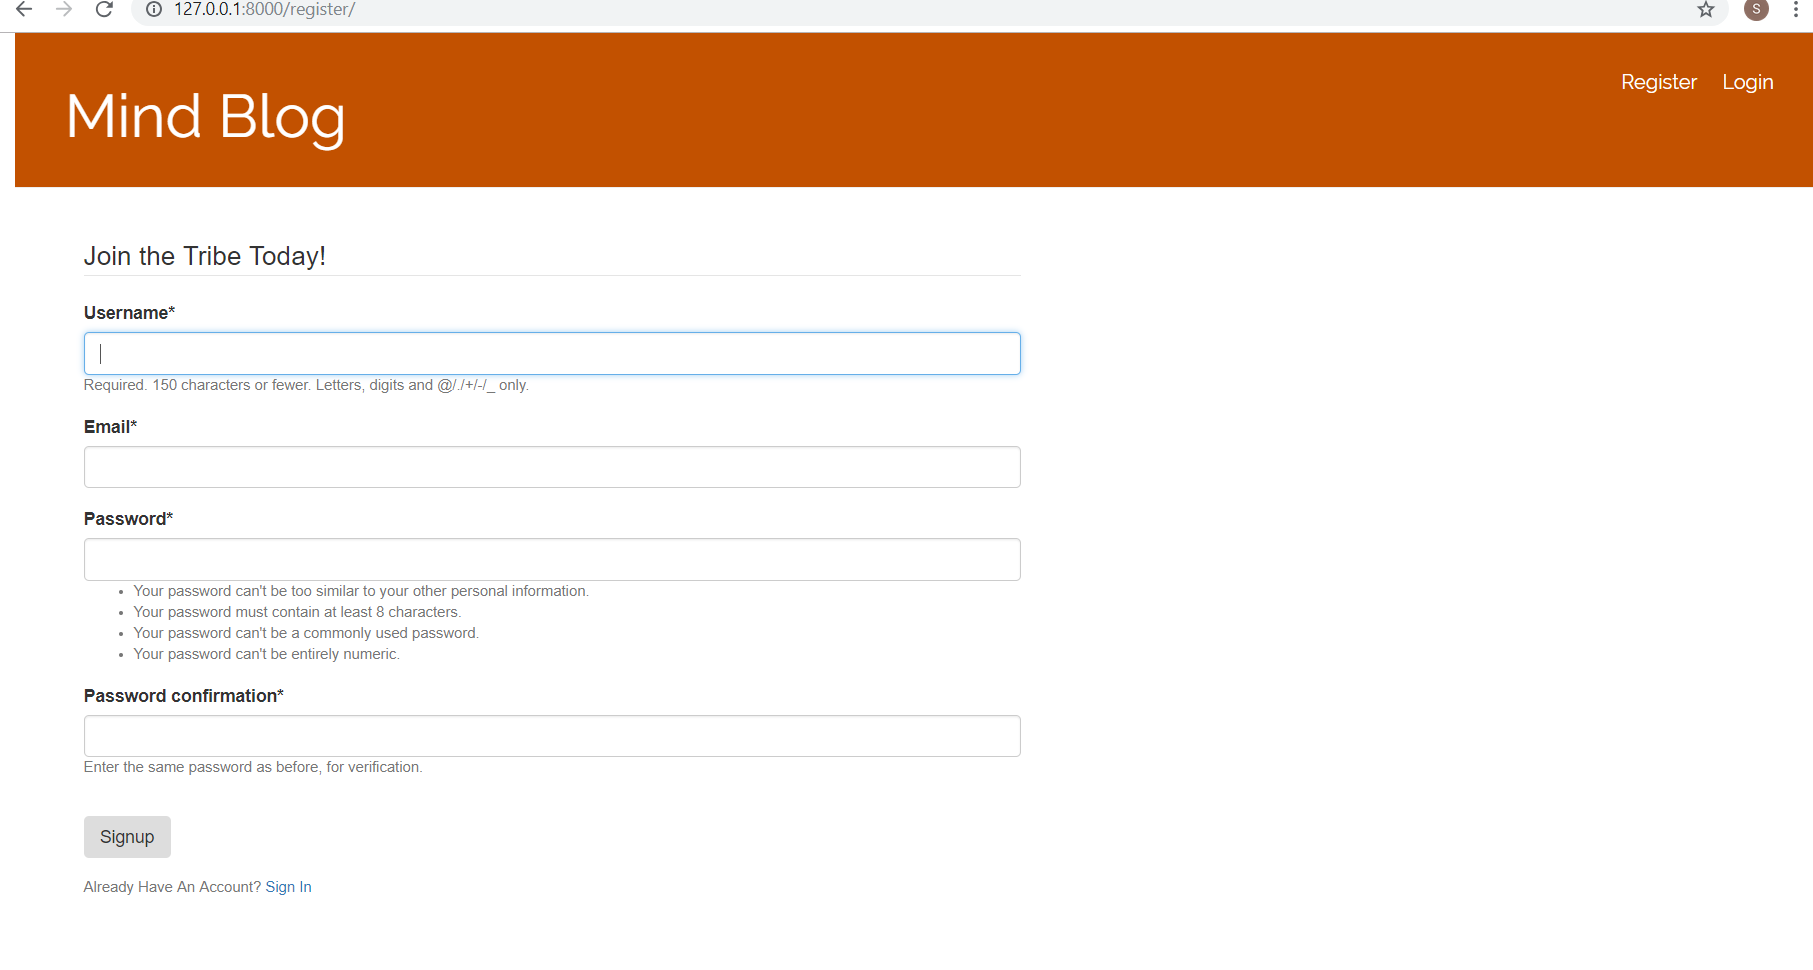 127.0.0.1:8000/register/
S
Register Login
Mind Blog
Join the Tribe Today!
Username*
Required. 150 characters or fewer. Letters, digits and @/./+/-/_ only.
Email*
Password*
Your password can't be too similar to your other personal information.
Your password must contain at least 8 characters.
Your password can't be a commonly used password.
Your password can't be entirely numeric.
Password confirmation*
Enter the same password as before, for verification.
Signup
Already Have An Account? Sign In